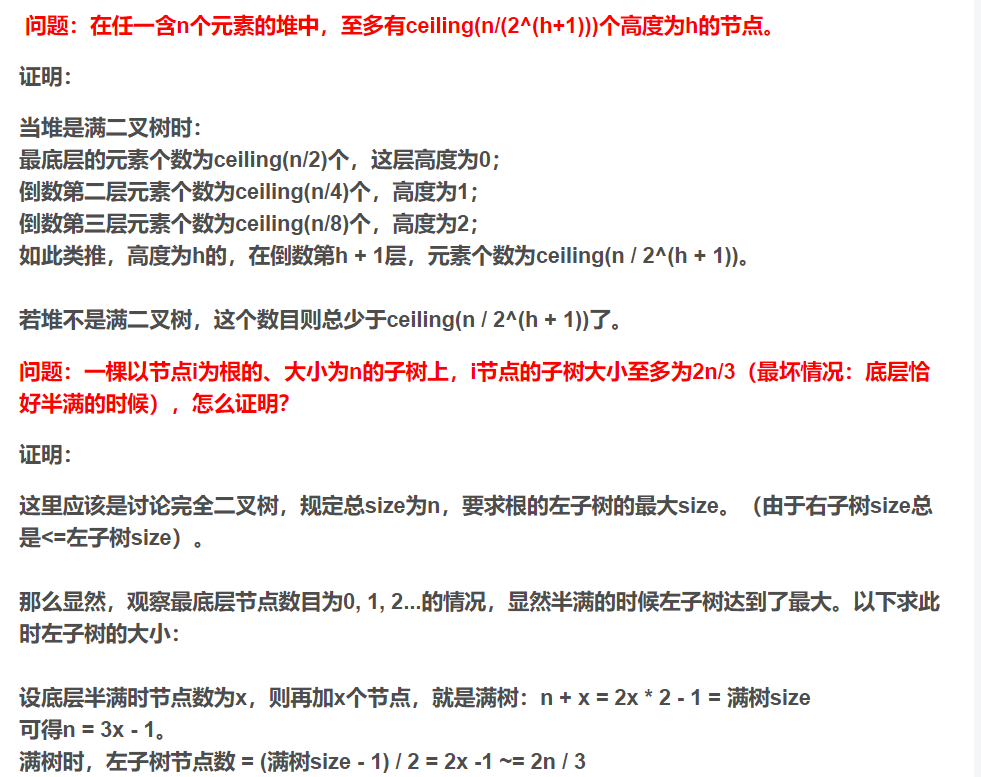 问题：在任一含n个元素的堆中，至多有ceiling(n/(2^(h+1)))个高度为h的节点。
证明：
当堆是满二叉树时：
最底层的元素个数为ceiling(n/2)个，这层高度为0；
倒数第二层元素个数为ceiling(n/4)个，高度为1；
倒数第三层元素个数为ceiling(n/8)个，高度为2；
如此类推，高度为h的，在倒数第h + 1层，元素个数为ceiling(n / 2^(h + 1))。
若堆不是满二叉树，这个数目则总少于ceiling(n / 2^(h + 1))了。
问题：一棵以节点i为根的、大小为n的子树上，i节点的子树大小至多为2n/3（最坏情况：底层恰
好半满的时候），怎么证明？
证明：
这里应该是讨论完全二叉树，规定总size为n，要求根的左子树的最大size。（由于右子树size总
是<=左子树size）。
那么显然，观察最底层节点数目为0, 1, 2...的情况，显然半满的时候左子树达到了最大。以下求此
时左子树的大小：
设底层半满时节点数为x，则再加x个节点，就是满树：n + x = 2x * 2 - 1 = 满树size
可得n = 3x - 1。
满树时，左子树节点数 = (满树size - 1) / 2 = 2x -1 ~= 2n / 3